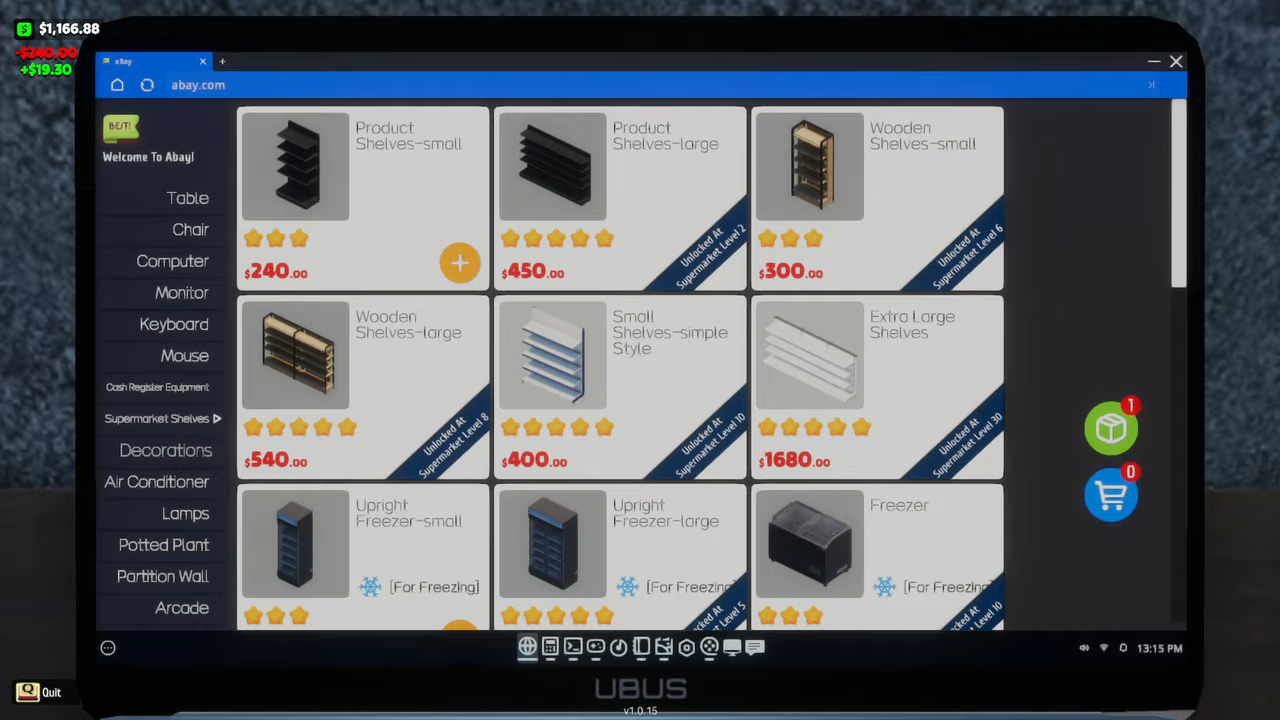 $1,166.88
-$240.00
+$19.30
aBay
abay.com
BEST!
Welcome To Abay!
Table
Chair
Computer
Monitor
Keyboard
Mouse
Cash Register Equipment
Supermarket Shelves
Decorations
Air Conditioner
Lamps
Potted Plant
Partition Wall
Arcade
Product
Shelves-small
$240.00
Product
Shelves-large
$450.00
Unlocked At
Supermarket Level 2
Wooden
Shelves-small
$300.00
Unlocked At
Supermarket Level 6
Wooden
Shelves-large
$540.00
Unlocked At
Supermarket Level 8
Small
Shelves-simple
Style
$400.00
Unlocked At
Supermarket Level 10
Extra Large
Shelves
$1680.00
Unlocked At
Supermarket Level 30
Upright
Freezer-small
[For Freezing]
Upright
Freezer-large
[For Freezing]
Unlocked At
Level 5
Freezer
[For Freezing]
Unlocked At
Level 10
1
0
13:15 PM
Q Quit
UBUS
v1.0.15